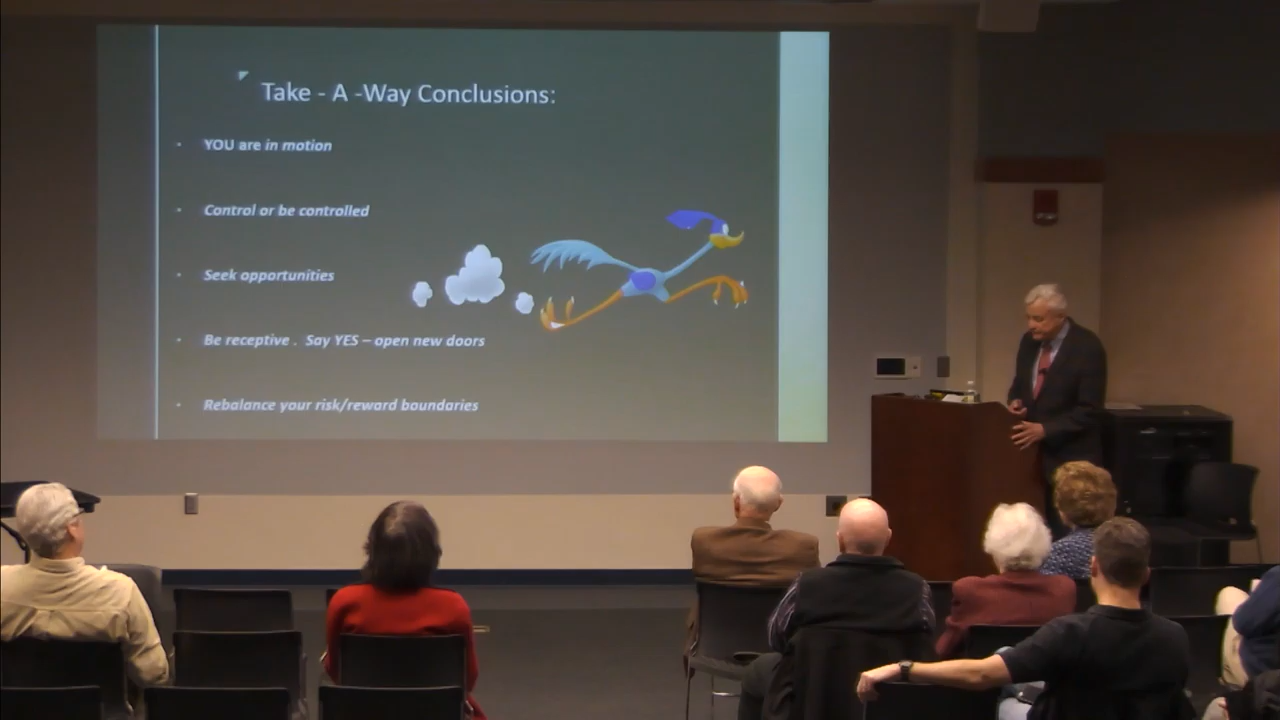 Take - A -Way Conclusions:
• YOU are in motion
• Control or be controlled
• Seek opportunities
• Be receptive . Say YES – open new doors
• Rebalance your risk/reward boundaries